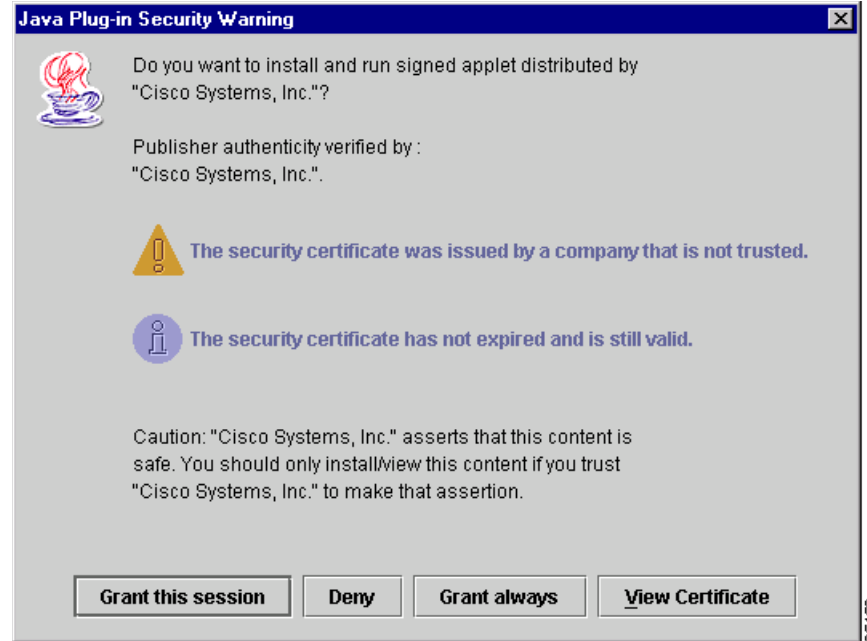 Java Plug-in Security Warning
Do you want to install and run signed applet distributed by
"Cisco Systems, Inc."?
Publisher authenticity verified by :
"Cisco Systems, Inc.".
The security certificate was issued by a company that is not trusted.
The security certificate has not expired and is still valid.
Caution: "Cisco Systems, Inc." asserts that this content is
safe. You should only install/view this content if you trust
"Cisco Systems, Inc." to make that assertion.
Grant this session Deny Grant always View Certificate